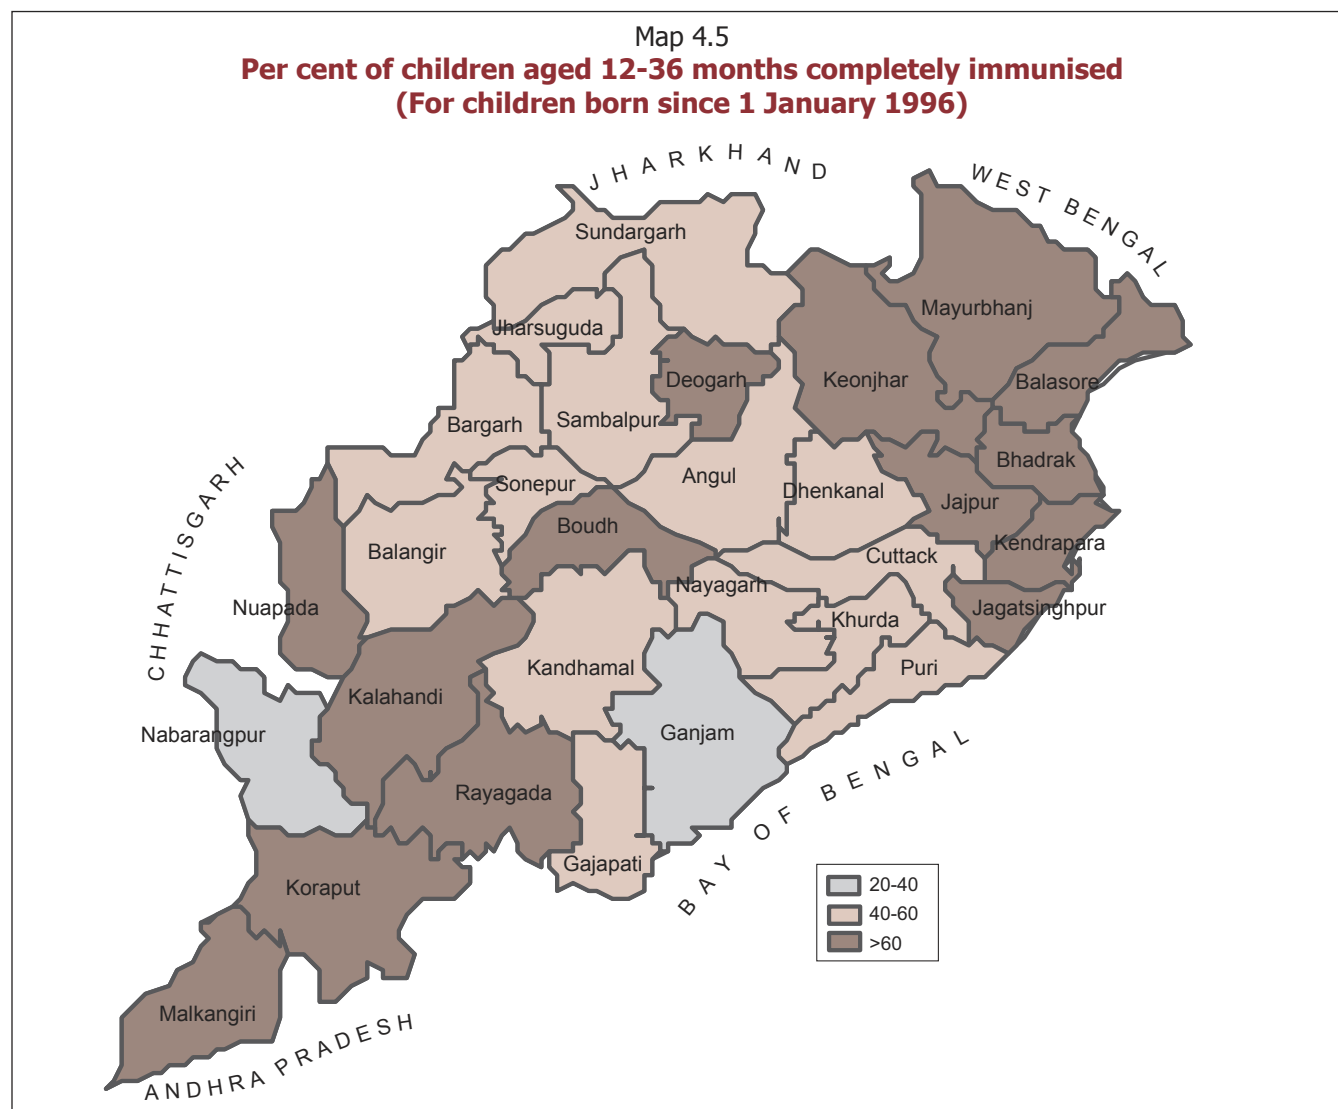 Map 4.5
Per cent of children aged 12-36 months completely immunised
(For children born since 1 January 1996)
JHARKHAND
WEST BENGAL
Sundargarh
Mayurbhanj
Jharsuguda
Deogarh
Keonjhar
Balasore
Bargarh
Sambalpur
Bhadrak
CHHATTISGARH
Sonepur
Angul
Dhenkanal
Jajpur
Boudh
Kendrapara
Balangir
Cuttack
Nayagarh
Nuapada
Khurda
Jagatsinghpur
Kandhamal
Puri
Kalahandi
Nabarangpur
Ganjam
Rayagada
BAY OF BENGAL
Gajapati
Koraput
20-40
40-60
>60
Malkangiri
ANDHRA PRADESH